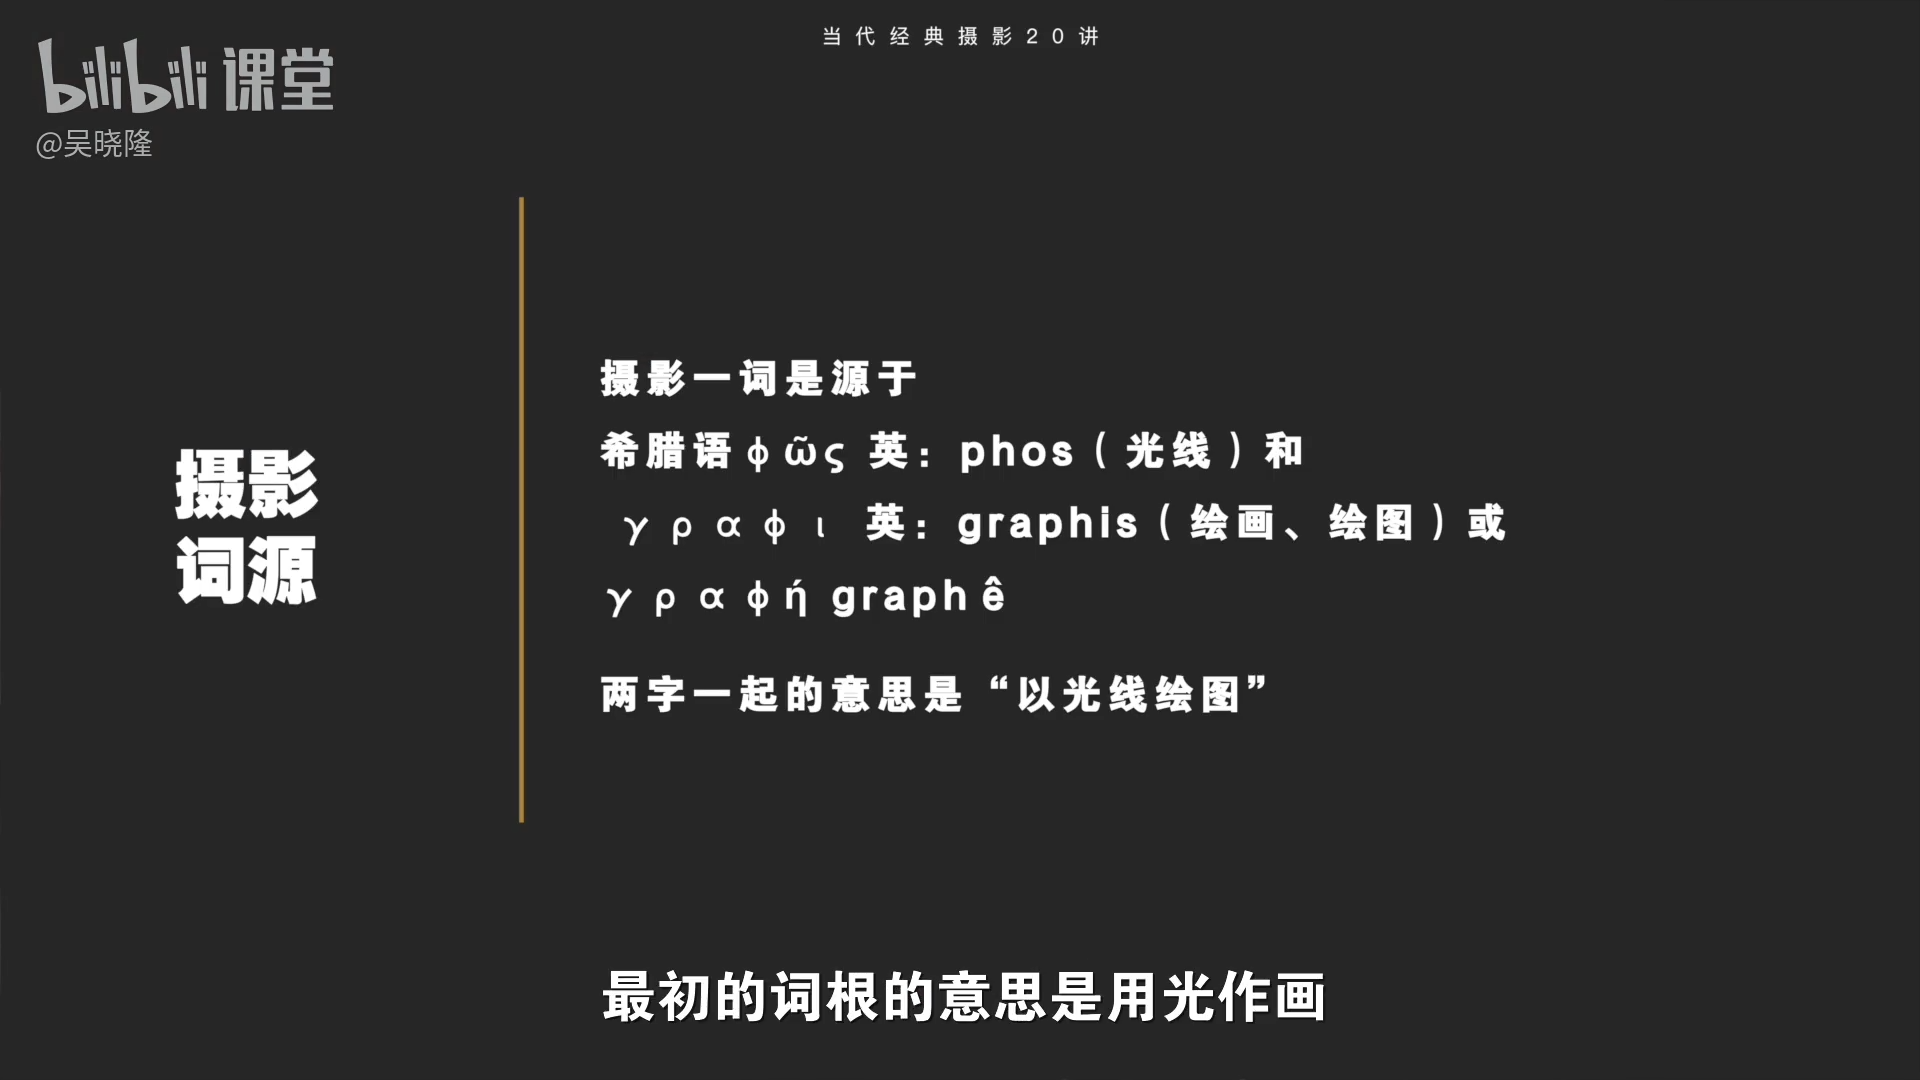 当代经典摄影20讲
bilibili课堂
@吴晓隆
摄影
词源
摄影一词是源于
希腊语φῶς 英：phos（光线）和
γραφι 英：graphis（绘画、绘图）或
γραφή graphê
两字一起的意思是“以光线绘图”
最初的词根的意思是用光作画